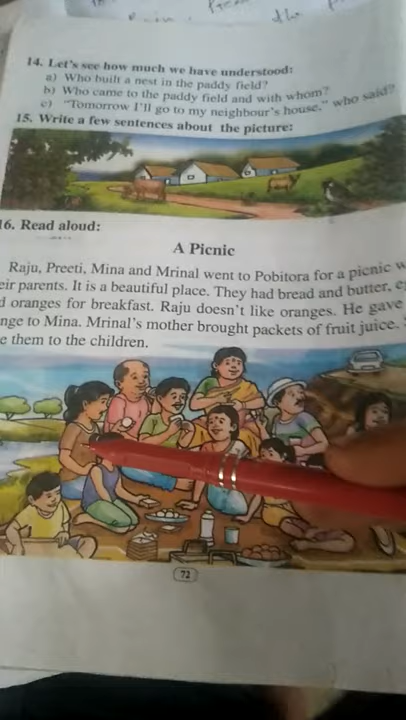 14. Let's see how much we have understood:
a) Who built a nest in the paddy field?
b) Who came to the paddy field and with whom?
c) "Tomorrow I'll go to my neighbour's house," who said?
15. Write a few sentences about the picture:
16. Read aloud:
A Picnic
Raju, Preeti, Mina and Mrinal went to Pobitora for a picnic
eir parents. It is a beautiful place. They had bread and butter,
d oranges for breakfast. Raju doesn't like oranges. He gave
nge to Mina. Mrinal's mother brought packets of fruit juice.
e them to the children.
72